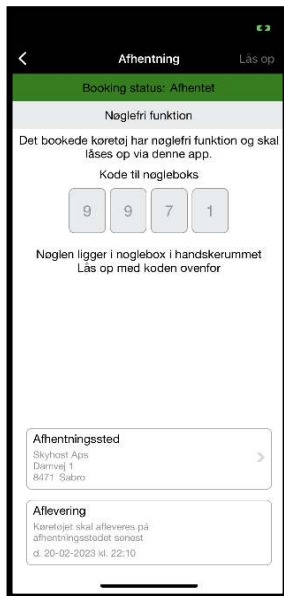 Afhentning
Lås op
Booking status: Afhentet
Nøglefri funktion
Det bookede køretøj har nøglefri funktion og skal
låses op via denne app.
Kode til nøgleboks
9 9 7 1
Nøglen ligger i noglebox i handskerummet
Lås op med koden ovenfor
Afhentningssted
Skyhost Aps
Damvej 1
8471 Sabro
Aflevering
Køretøjet skal afleveres på
afhentningsstedet senest
d. 20-02-2023 kl. 22:10